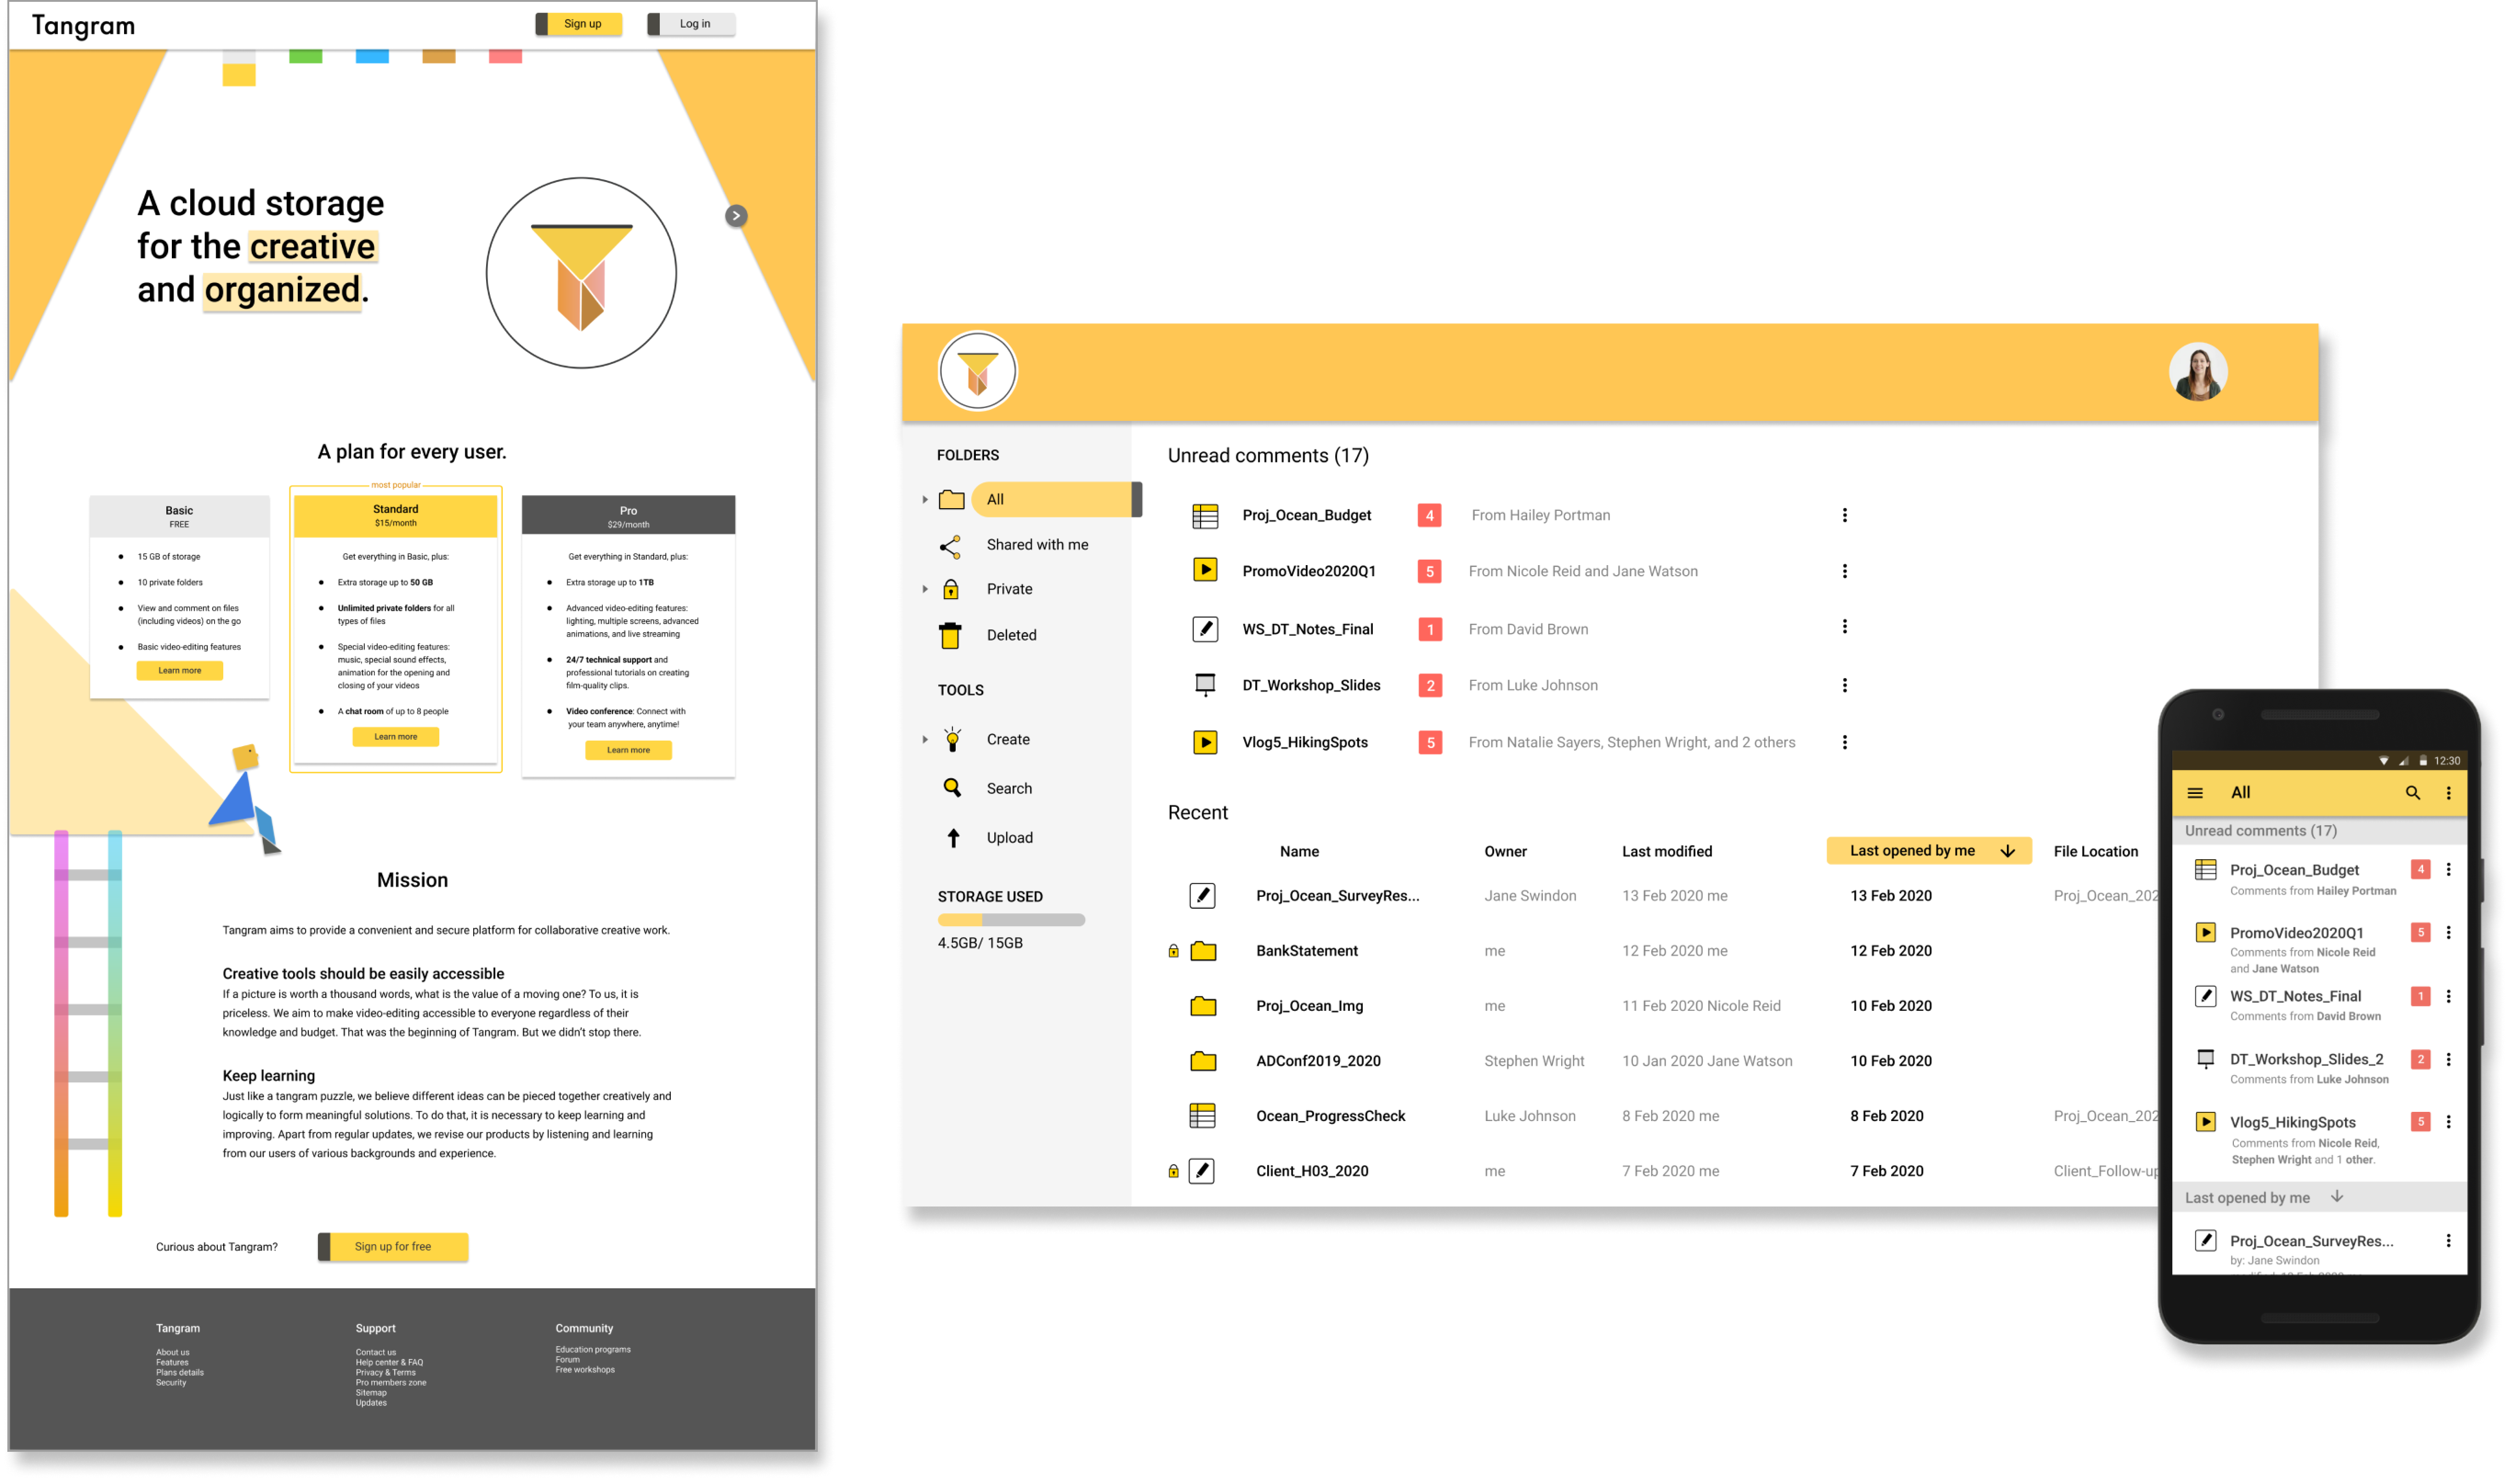 Tangram
Sign up
Log in
A cloud storage
for the creative
and organized.
A plan for every user.
Basic
FREE
15 GB of storage
10 private folders
View and comment on files
(including videos) on the go
Basic video-editing features
Learn more
most popular
Standard
$15/month
Get everything in Basic, plus:
Extra storage up to 50 GB
Unlimited private folders for all
types of files
Special video-editing features:
music, special sound effects,
animation for the opening and
closing of your videos
A chat room of up to 8 people
Learn more
Pro
$29/month
Get everything in Standard, plus:
Extra storage up to 1TB
Advanced video-editing features:
lighting, multiple screens, advanced
animations, and live streaming
24/7 technical support and
professional tutorials on creating
film-quality clips.
Video conference: Connect with
your team anywhere, anytime!
Learn more
Mission
Tangram aims to provide a convenient and secure platform for collaborative creative work.
Creative tools should be easily accessible
If a picture is worth a thousand words, what is the value of a moving one? To us, it is
priceless. We aim to make video-editing accessible to everyone regardless of their
knowledge and budget. That was the beginning of Tangram. But we didn't stop there.
Keep learning
Just like a tangram puzzle, we believe different ideas can be pieced together creatively and
logically to form meaningful solutions. To do that, it is necessary to keep learning and
improving. Apart from regular updates, we revise our products by listening and learning
from our users of various backgrounds and experience.
Curious about Tangram?
Sign up for free
Tangram
About us
Features
Plans details
Security
Support
Contact us
Help center & FAQ
Privacy & Terms
Pro members zone
Sitemap
Updates
Community
Education programs
Forum
Free workshops
FOLDERS
All
Shared with me
Private
Deleted
TOOLS
Create
Search
Upload
STORAGE USED
4.5GB/ 15GB
Unread comments (17)
Proj_Ocean_Budget 4 From Hailey Portman
PromoVideo2020Q1 5 From Nicole Reid and Jane Watson
WS_DT_Notes_Final 1 From David Brown
DT_Workshop_Slides 2 From Luke Johnson
Vlog5_HikingSpots 5 From Natalie Sayers, Stephen Wright, and 2 others
Recent
Name Owner Last modified Last opened by me File Location
Proj_Ocean_SurveyRes... Jane Swindon 13 Feb 2020 me 13 Feb 2020 Proj_Ocean_202
BankStatement me 12 Feb 2020 me 12 Feb 2020
Proj_Ocean_Img me 11 Feb 2020 Nicole Reid 10 Feb 2020
ADConf2019_2020 Stephen Wright 10 Jan 2020 Jane Watson 10 Feb 2020
Ocean_ProgressCheck Luke Johnson 8 Feb 2020 me 8 Feb 2020 Proj_Ocean_202
Client_H03_2020 me 7 Feb 2020 me 7 Feb 2020 Client_Follow-up
12:30
All
Unread comments (17)
Proj_Ocean_Budget 4
Comments from Hailey Portman
PromoVideo2020Q1 5
Comments from Nicole Reid
and Jane Watson
WS_DT_Notes_Final 1
Comments from David Brown
DT_Workshop_Slides_2 2
Comments from Luke Johnson
Vlog5_HikingSpots 5
Comments from Nicole Reid,
Stephen Wright and 1 other.
Last opened by me
Proj_Ocean_SurveyRes...
by: Jane Swindon